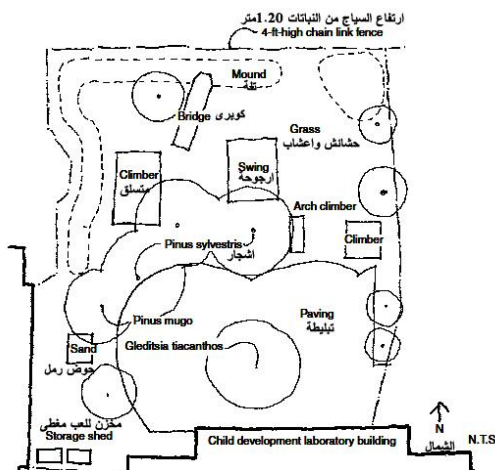 ارتفاع السياج من النباتات 1.20متر
4-ft-high chain link fence
Mound
تلة
Bridge كوبرى
Grass
حشائش واعشاب
Climber
متسلق
Swing
ارجوحة
Arch climber
Climber
Pinus sylvestris
اشجار
Pinus mugo
Paving
تبليطة
Sand
حوض رمل
Gleditsia tiacanthos
مخزن للعب مغطى
Storage shed
Child development laboratory building
N
الشمال
N.T.S